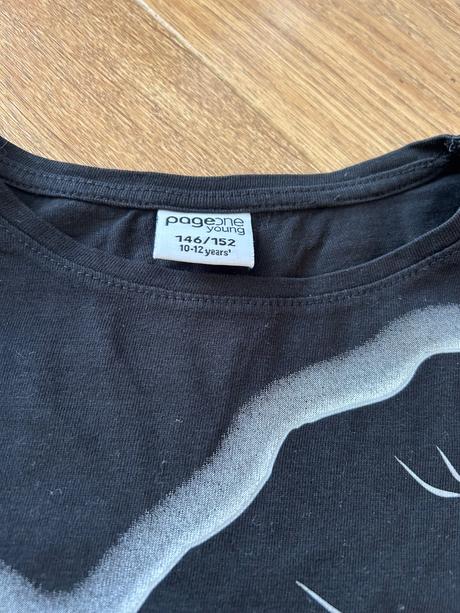 pageone
young
146/152
10-12 years'